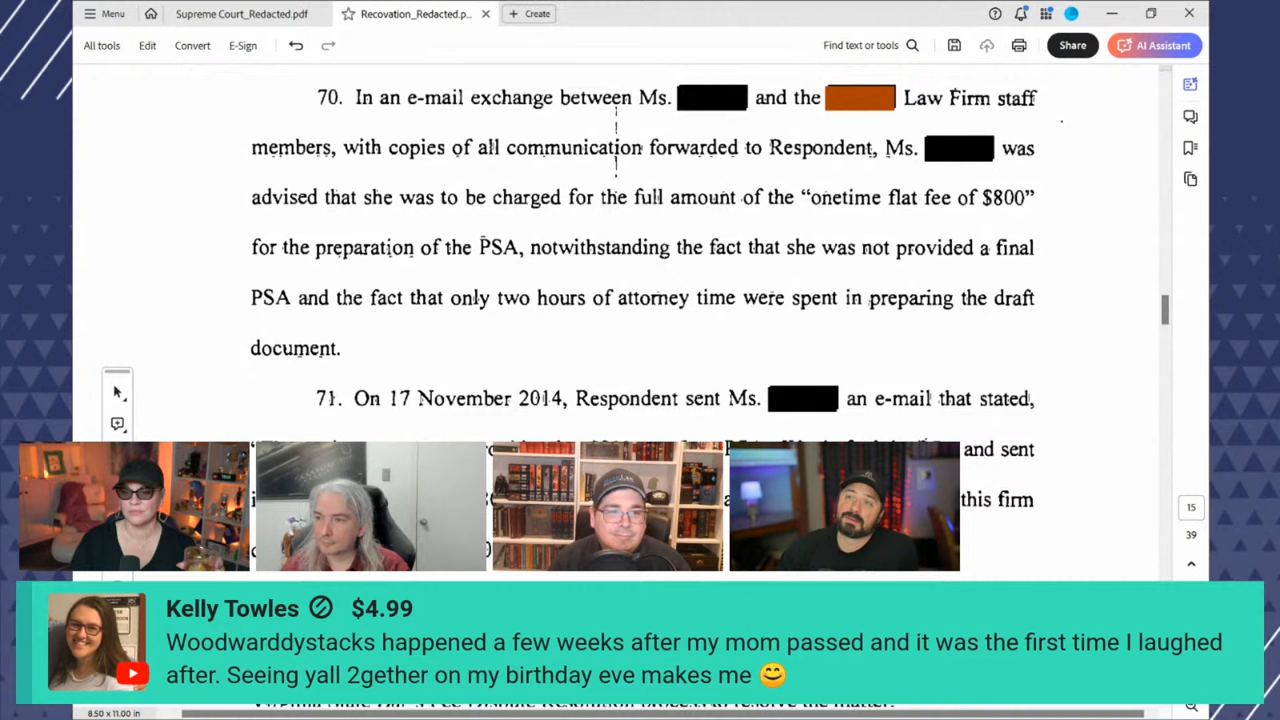 Menu
Supreme Court_Redacted.pdf
Recovation_Redacted.p...
+ Create
All tools Edit Convert E-Sign
Find text or tools
Share
AI Assistant
70. In an e-mail exchange between Ms. and the Law Firm staff
members, with copies of all communication forwarded to Respondent, Ms. was
advised that she was to be charged for the full amount of the “onetime flat fee of $800”
for the preparation of the PSA, notwithstanding the fact that she was not provided a final
PSA and the fact that only two hours of attorney time were spent in preparing the draft
document.
71. On 17 November 2014, Respondent sent Ms. an e-mail that stated,
and sent
this firm
15
39
Kelly Towles $4.99
Woodwarddystacks happened a few weeks after my mom passed and it was the first time I laughed
after. Seeing yall 2gether on my birthday eve makes me 😊
8.50 x 11.00 in